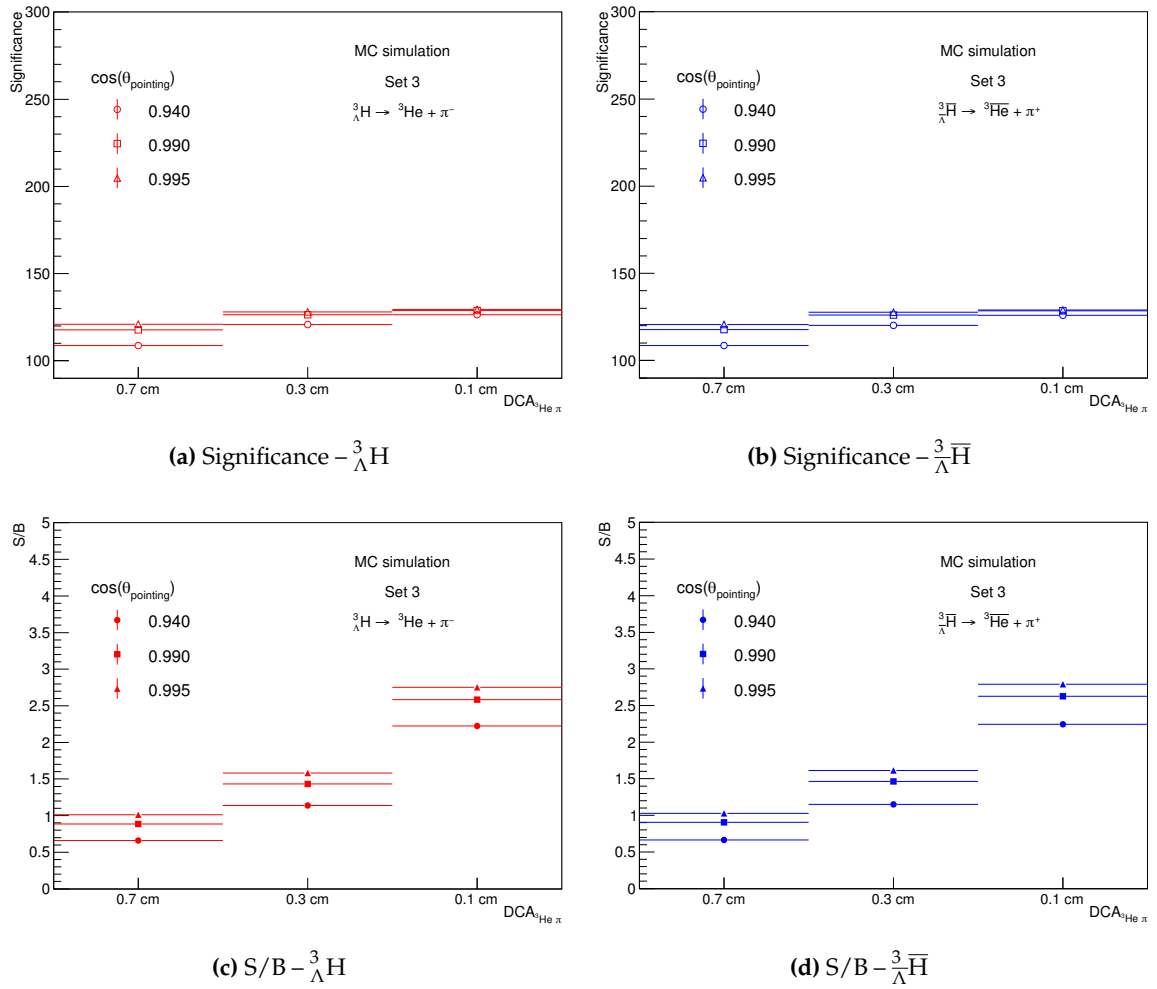 Significance
300
250
200
150
100
MC simulation
Set 3
³ΛH → ³He + π⁻
cos(θpointing)
0.940
0.990
0.995
0.7 cm
0.3 cm
0.1 cm
DCA³He π
(a) Significance – ³ΛH
Significance
300
250
200
150
100
MC simulation
Set 3
³Λ̅H̅ → ³H̅e̅ + π⁺
cos(θpointing)
0.940
0.990
0.995
0.7 cm
0.3 cm
0.1 cm
DCA³He π
(b) Significance – ³Λ̅H̅
S/B
5
4.5
4
3.5
3
2.5
2
1.5
1
0.5
0
MC simulation
Set 3
³ΛH → ³He + π⁻
cos(θpointing)
0.940
0.990
0.995
0.7 cm
0.3 cm
0.1 cm
DCA³He π
(c) S/B – ³ΛH
S/B
5
4.5
4
3.5
3
2.5
2
1.5
1
0.5
0
MC simulation
Set 3
³Λ̅H̅ → ³H̅e̅ + π⁺
cos(θpointing)
0.940
0.990
0.995
0.7 cm
0.3 cm
0.1 cm
DCA³He π
(d) S/B – ³Λ̅H̅